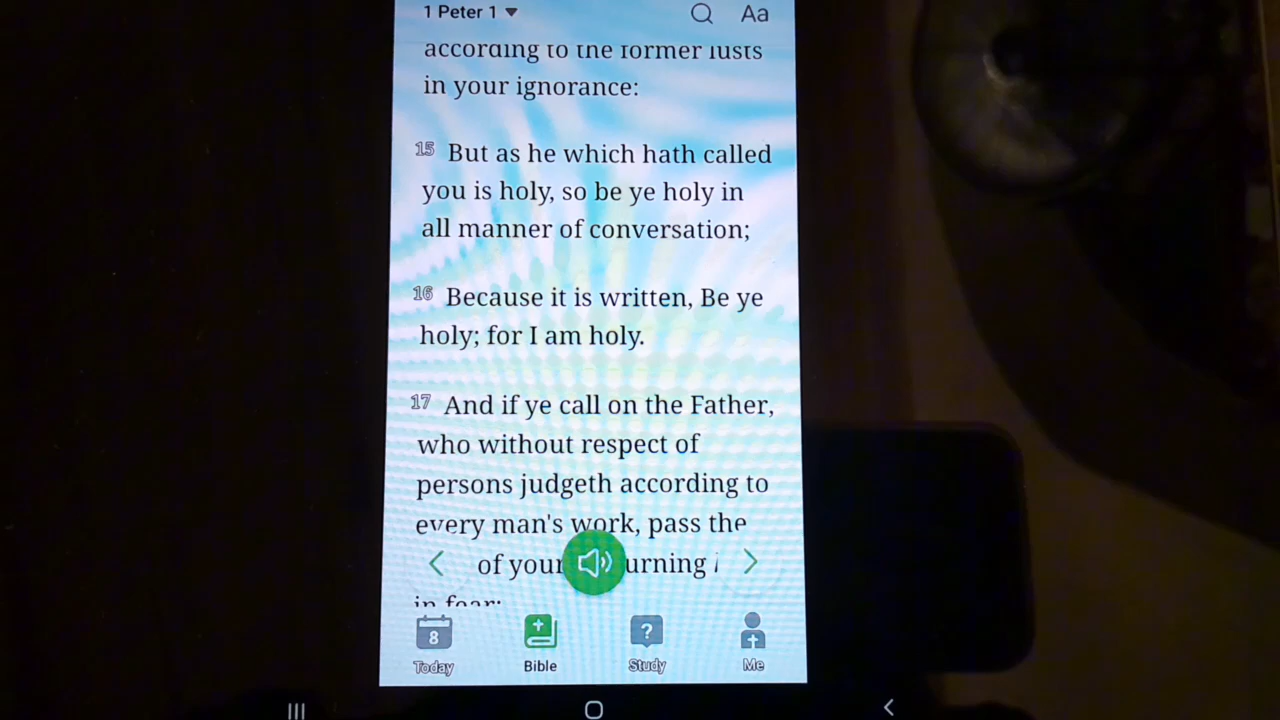 1 Peter 1
Aa
according to the former lusts
in your ignorance:
15 But as he which hath called
you is holy, so be ye holy in
all manner of conversation;
16 Because it is written, Be ye
holy; for I am holy.
17 And if ye call on the Father,
who without respect of
persons judgeth according to
every man's work, pass the
of your urning
in fear:
8
Today
Bible
?
Study
Me